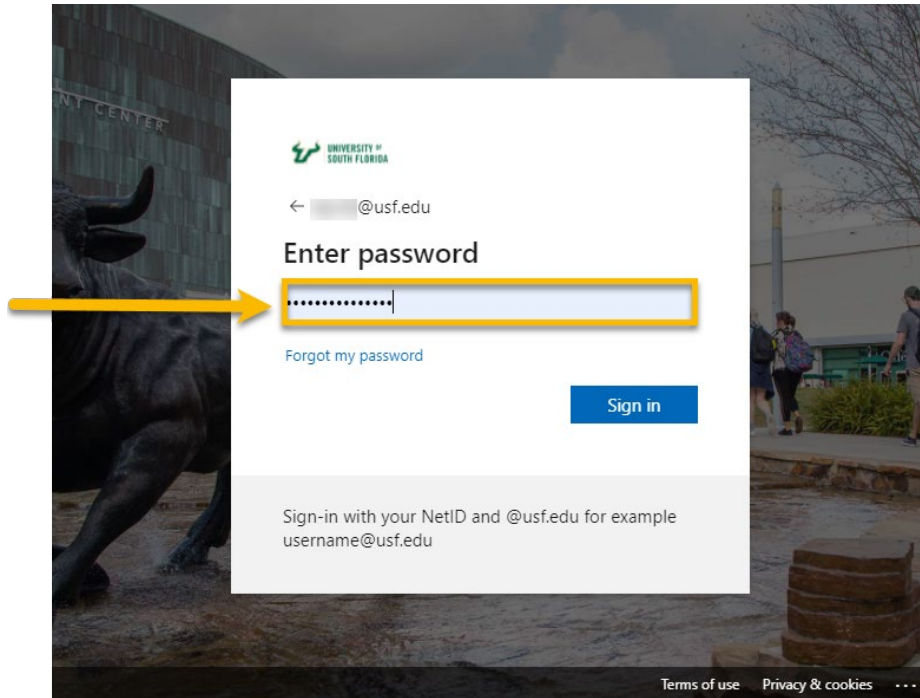 NT CENTER
UNIVERSITY OF
SOUTH FLORIDA
← @usf.edu
Enter password
•••••••••••••••
Forgot my password
Sign in
Sign-in with your NetID and @usf.edu for example
username@usf.edu
Terms of use Privacy & cookies ...